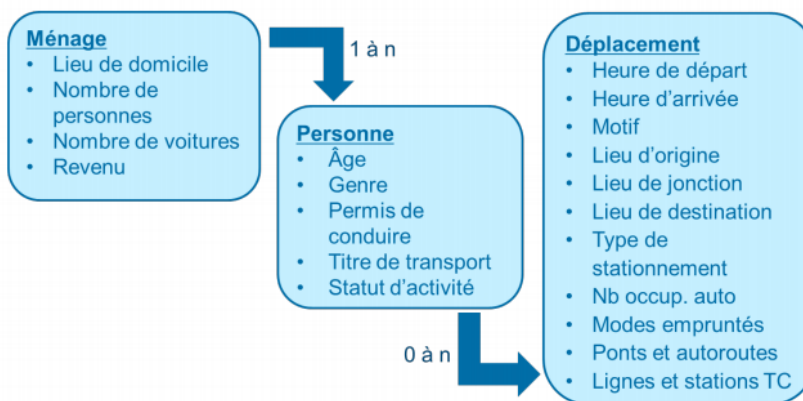 Ménage
• Lieu de domicile
• Nombre de
personnes
• Nombre de voitures
• Revenu
1 à n
Personne
• Âge
• Genre
• Permis de
conduire
• Titre de transport
• Statut d'activité
0 à n
Déplacement
• Heure de départ
• Heure d'arrivée
• Motif
• Lieu d'origine
• Lieu de jonction
• Lieu de destination
• Type de
stationnement
• Nb occup. auto
• Modes empruntés
• Ponts et autoroutes
• Lignes et stations TC